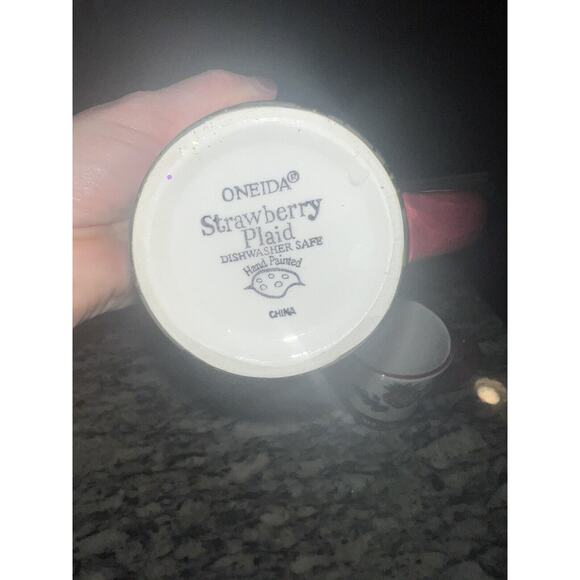 ONEIDA®
Strawberry
Plaid
DISHWASHER SAFE
Hand Painted
CHINA